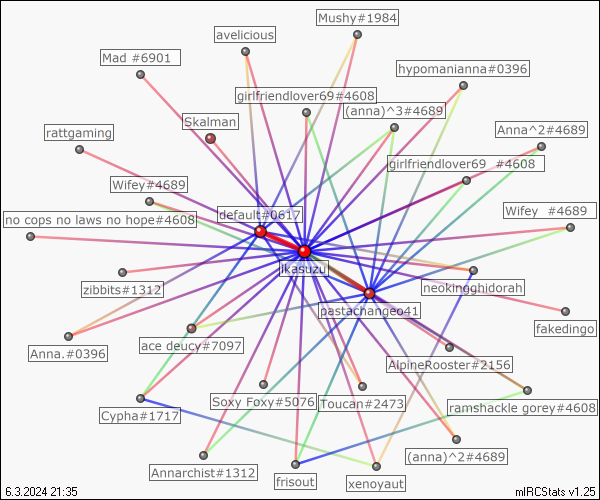 Mushy#1984
avelicious
Mad #6901
hypomanianna#0396
girlfriendlover69#4608
(anna)^3#4689
Skalman
Anna^2#4689
rattgaming
girlfriendlover69 #4608
Wifey#4689
default#0617
Wifey #4689
no cops no laws no hope#4608
ikasuzu
zibbits#1312
neokingghidorah
pastachangeo41
fakedingo
Anna.#0396
ace deucy#7097
AlpineRooster#2156
Soxy Foxy#5076
Toucan#2473
ramshackle gorey#4608
Cypha#1717
(anna)^2#4689
Annarchist#1312
frisout
xenoyaut
6.3.2024 21:35
mIRCStats v1.25